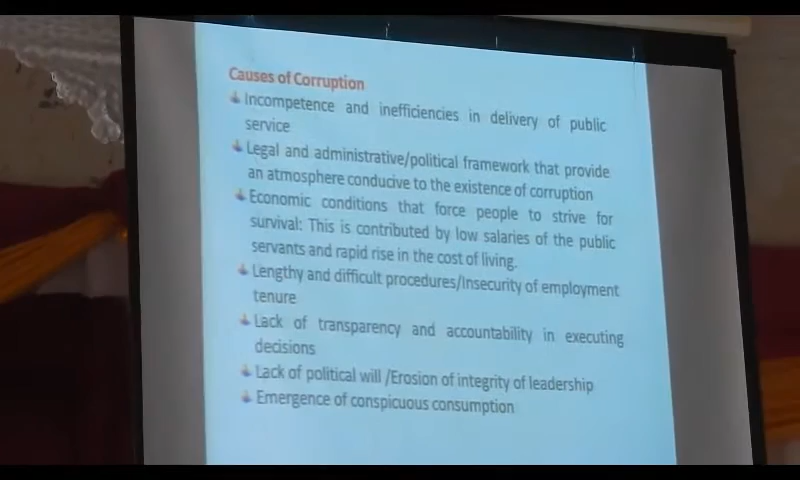 Causes of Corruption
Incompetence and inefficiencies in delivery of public
service
Legal and administrative/political framework that provide
an atmosphere conducive to the existence of corruption
Economic conditions that force people to strive for
survival: This is contributed by low salaries of the public
servants and rapid rise in the cost of living.
Lengthy and difficult procedures/Insecurity of employment
tenure
Lack of transparency and accountability in executing
decisions
Lack of political will /Erosion of integrity of leadership
Emergence of conspicuous consumption